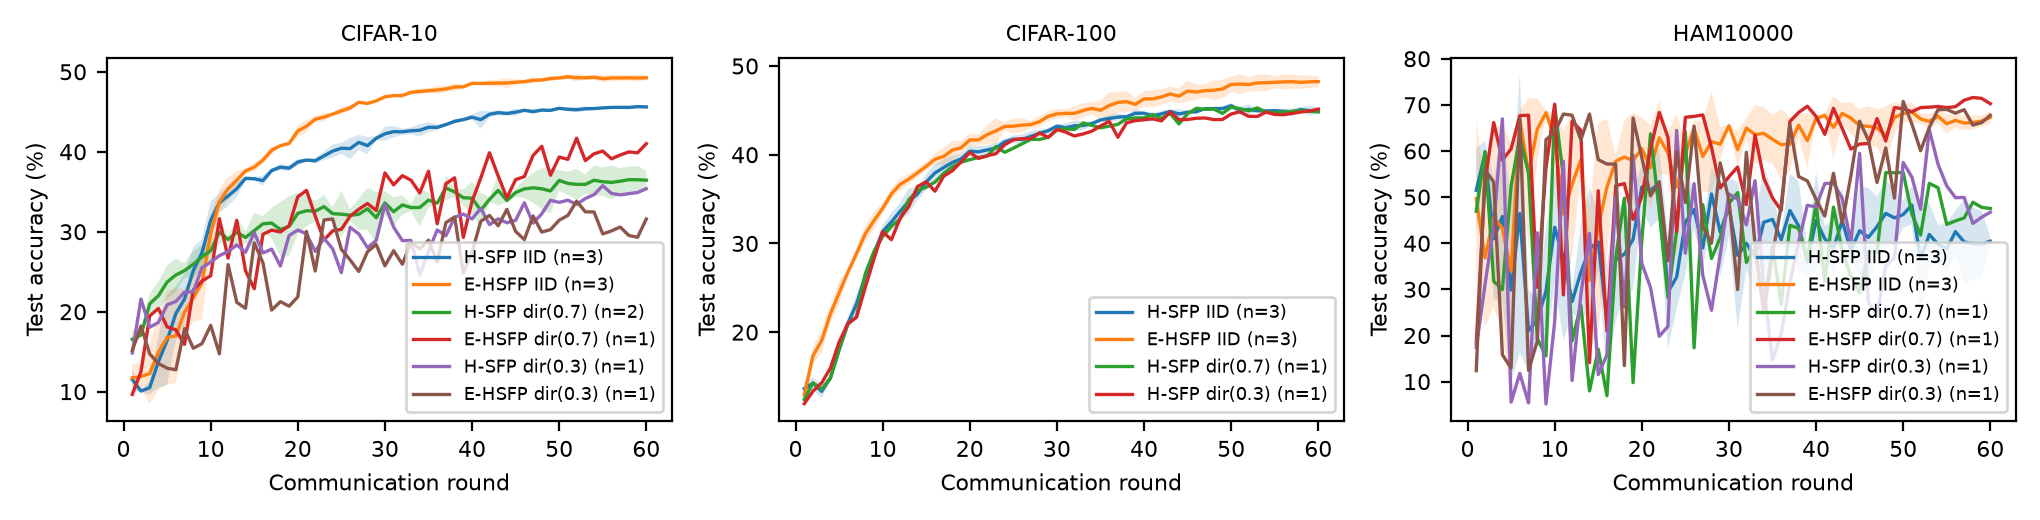 CIFAR-10
50
40
30
20
10
Test accuracy (%)
H-SFP IID (n=3)
E-HSFP IID (n=3)
H-SFP dir(0.7) (n=2)
E-HSFP dir(0.7) (n=1)
H-SFP dir(0.3) (n=1)
E-HSFP dir(0.3) (n=1)
0 10 20 30 40 50 60
Communication round
CIFAR-100
50
40
30
20
Test accuracy (%)
H-SFP IID (n=3)
E-HSFP IID (n=3)
H-SFP dir(0.7) (n=1)
H-SFP dir(0.3) (n=1)
0 10 20 30 40 50 60
Communication round
HAM10000
80
70
60
50
40
30
20
10
Test accuracy (%)
H-SFP IID (n=3)
E-HSFP IID (n=3)
H-SFP dir(0.7) (n=1)
E-HSFP dir(0.7) (n=1)
H-SFP dir(0.3) (n=1)
E-HSFP dir(0.3) (n=1)
0 10 20 30 40 50 60
Communication round